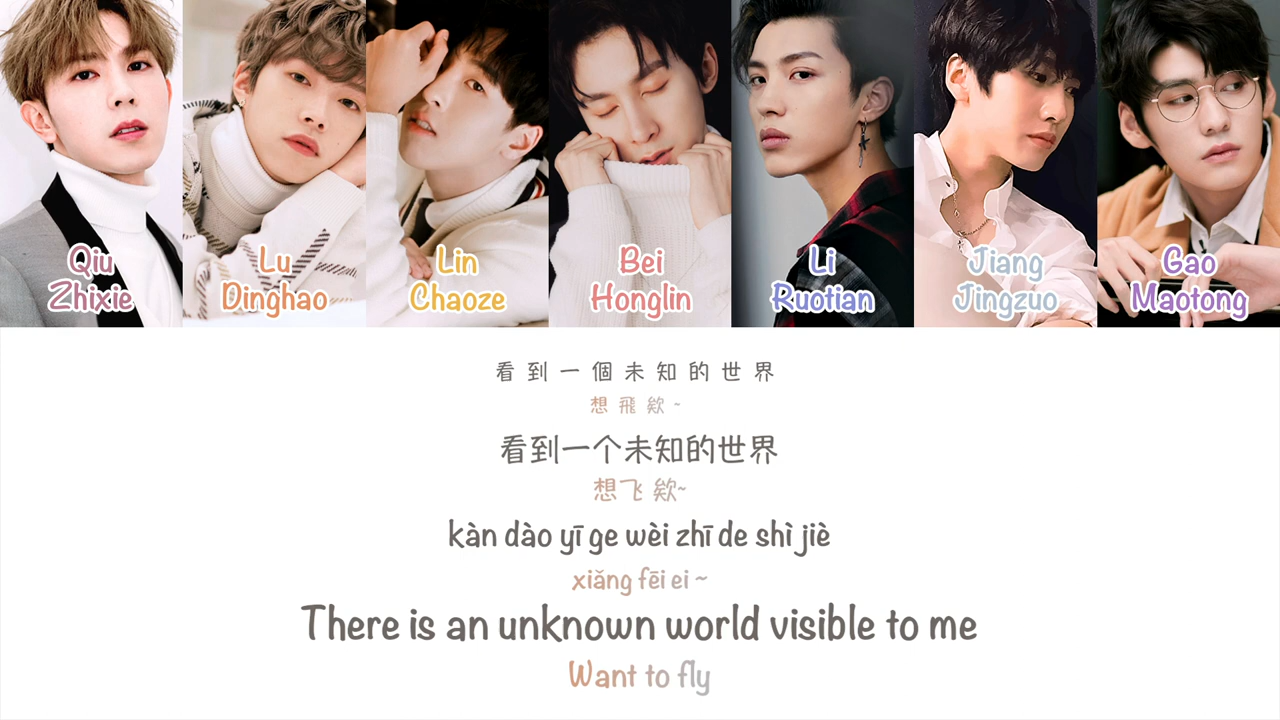 Qiu Zhixie
Lu Dinghao
Lin Chaoze
Bei Honglin
Li Ruotian
Jiang Jingzuo
Gao Maotong
看到一個未知的世界
想飛欸~
看到一个未知的世界
想飞 欸~
kàn dào yī ge wèi zhī de shì jiè
xiǎng fēi ei ~
There is an unknown world visible to me
Want to fly